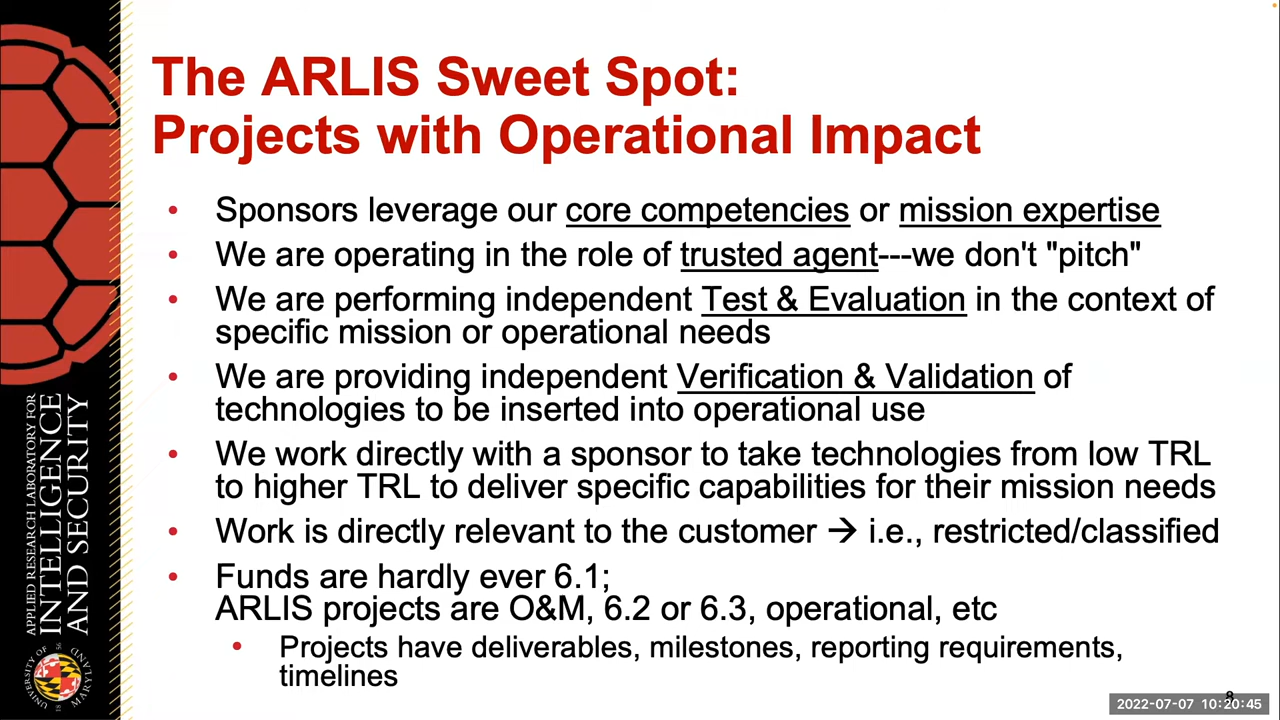 The ARLIS Sweet Spot:
Projects with Operational Impact
• Sponsors leverage our core competencies or mission expertise
• We are operating in the role of trusted agent---we don't "pitch"
• We are performing independent Test & Evaluation in the context of
specific mission or operational needs
• We are providing independent Verification & Validation of
technologies to be inserted into operational use
• We work directly with a sponsor to take technologies from low TRL
to higher TRL to deliver specific capabilities for their mission needs
• Work is directly relevant to the customer → i.e., restricted/classified
• Funds are hardly ever 6.1;
ARLIS projects are O&M, 6.2 or 6.3, operational, etc
• Projects have deliverables, milestones, reporting requirements,
timelines
APPLIED RESEARCH LABORATORY FOR
INTELLIGENCE
AND SECURITY
UNIVERSITY OF
MARYLAND
18 56
8
2022-07-07 10:20:45